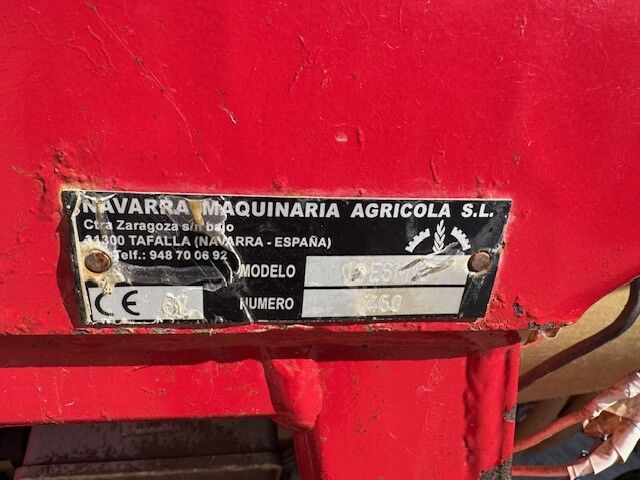 NAVARRA MAQUINARIA AGRICOLA S.L.
Ctra Zaragoza s/n bajo
31300 TAFALLA (NAVARRA - ESPAÑA)
Telf.: 948 70 06 92
MODELO
CE
NUMERO